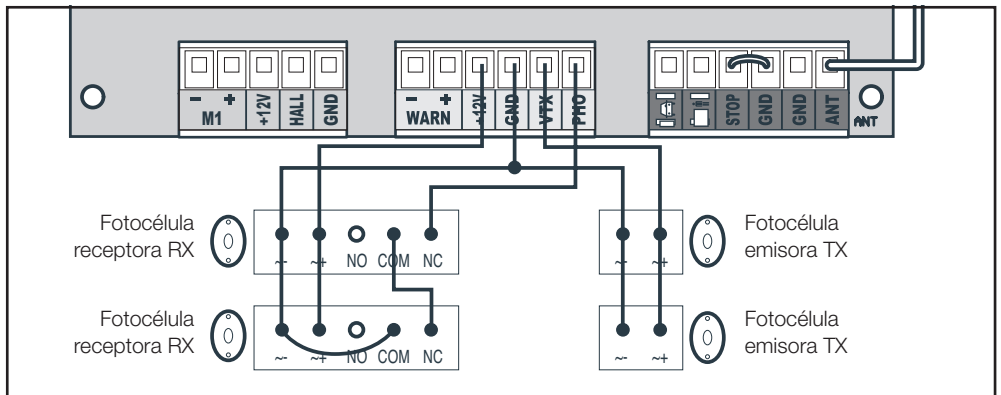 - +
M1
+12V
HALL
GND
- +
WARN
+12V
GND
VTX
PHO
STOP
GND
GND
ANT
ANT
Fotocélula
receptora RX
~- ~+ NO COM NC
Fotocélula
emisora TX
~- ~+
Fotocélula
receptora RX
~- ~+ NO COM NC
Fotocélula
emisora TX
~- ~+